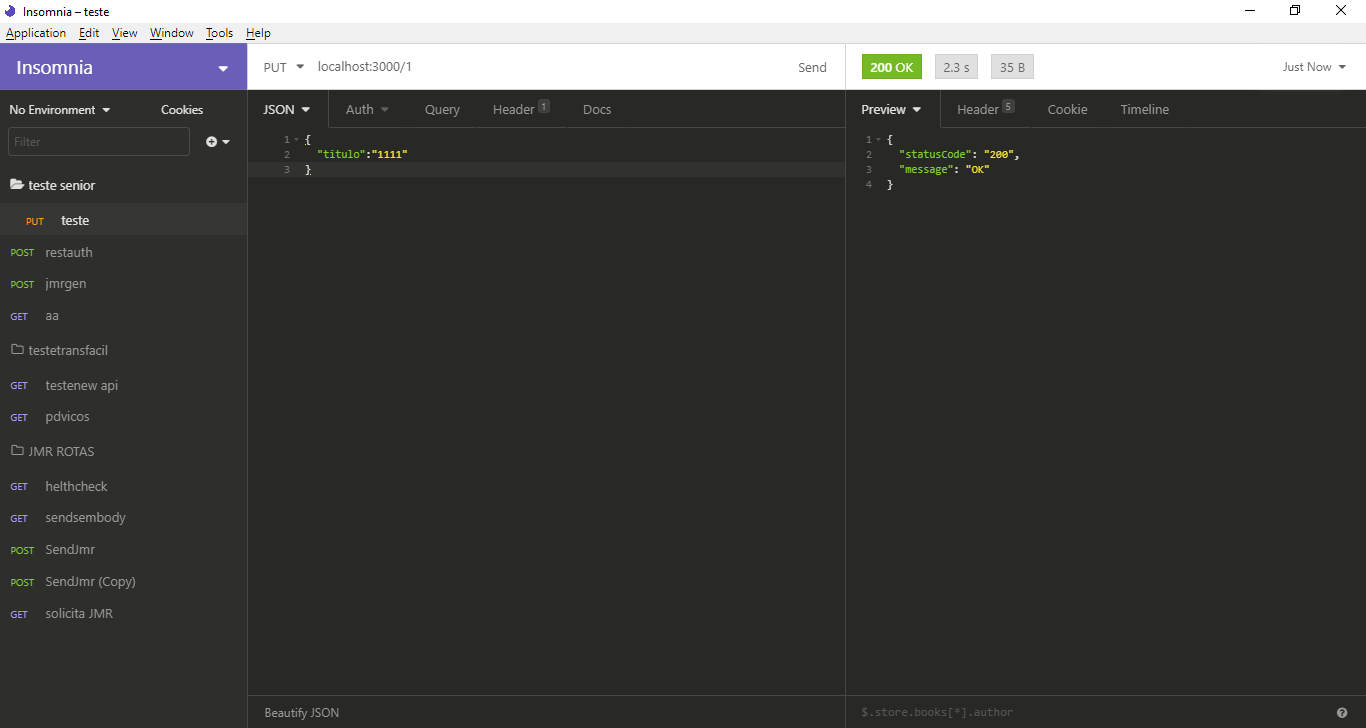 Insomnia – teste
Application Edit View Window Tools Help
Insomnia
PUT localhost:3000/1 Send
200 OK 2.3 s 35 B Just Now
No Environment Cookies
JSON Auth Query Header 1 Docs
Preview Header 5 Cookie Timeline
Filter
1 {
2 "titulo":"1111"
3 }
1 {
2 "statusCode": "200",
3 "message": "OK"
4 }
teste senior
PUT teste
POST restauth
POST jmrgen
GET aa
testetransfacil
GET testenew api
GET pdvicos
JMR ROTAS
GET helthcheck
GET sendsembody
POST SendJmr
POST SendJmr (Copy)
GET solicita JMR
Beautify JSON
$.store.books[*].author